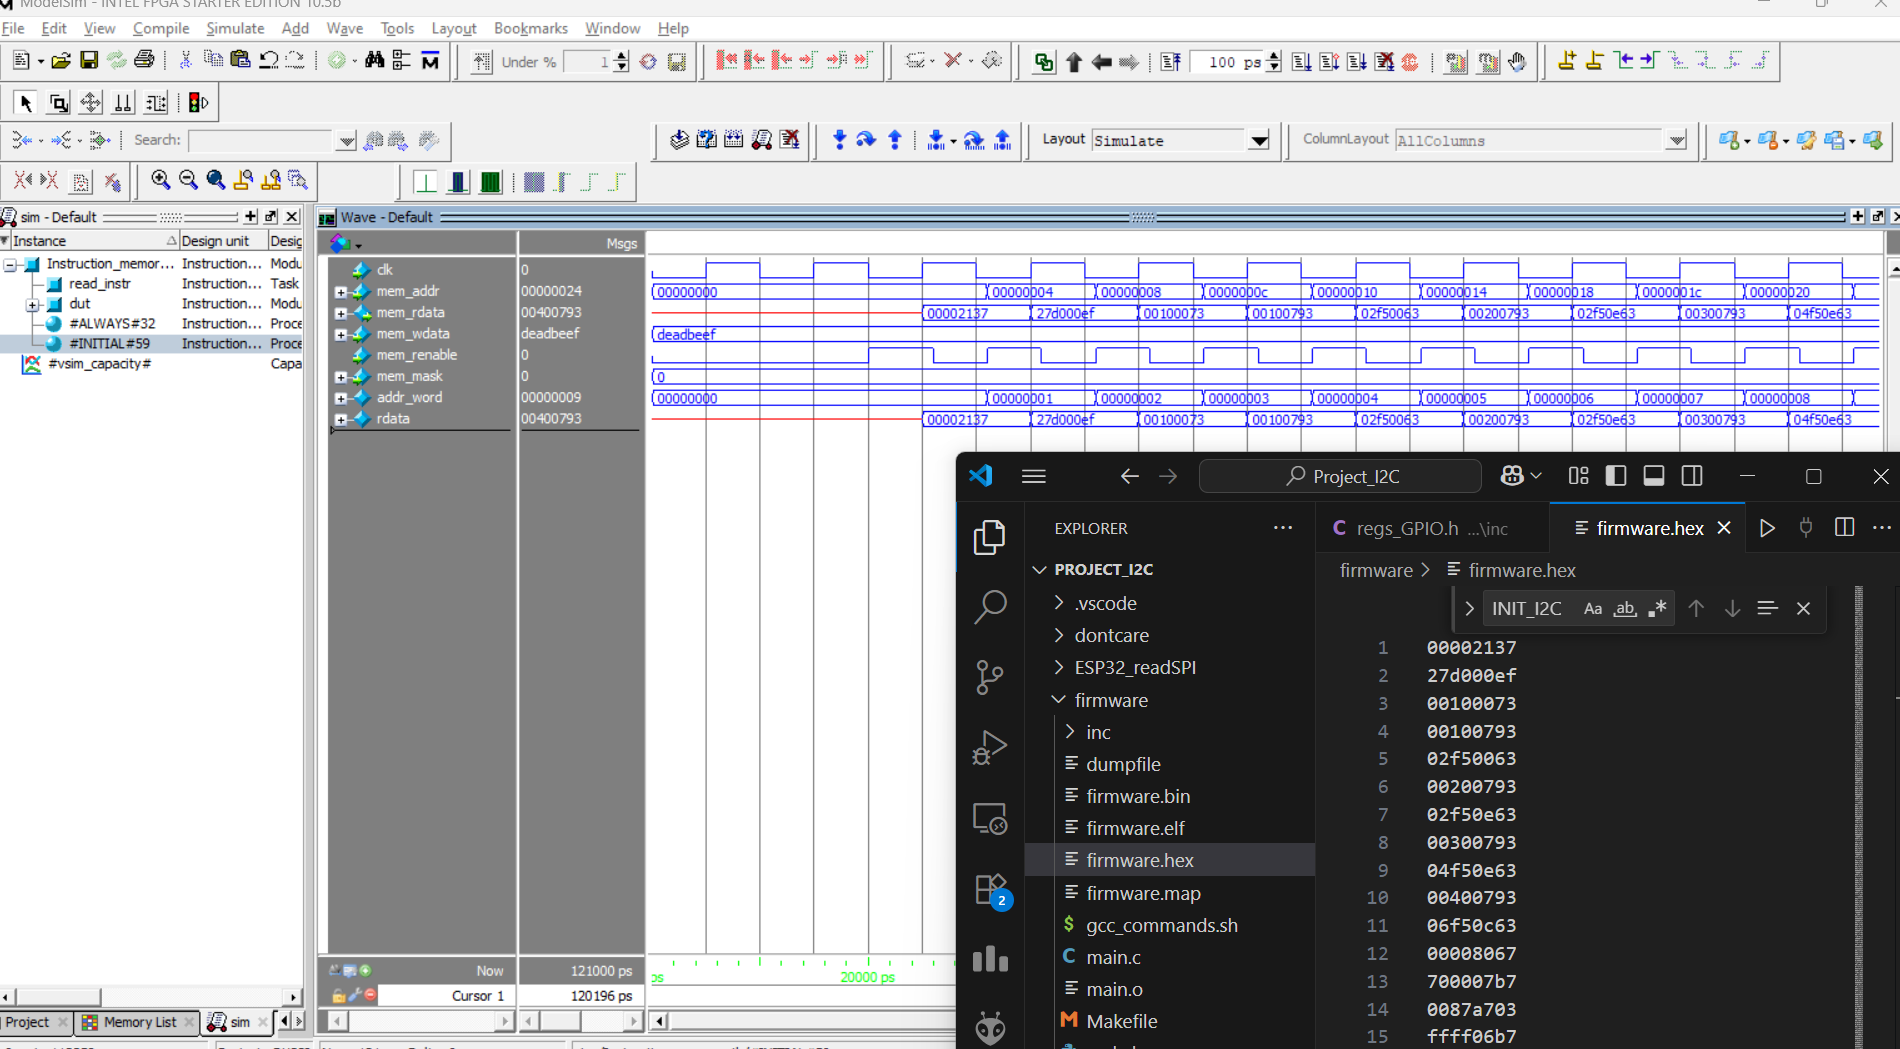 ModelSim - INTEL FPGA STARTER EDITION 10.5b
File Edit View Compile Simulate Add Wave Tools Layout Bookmarks Window Help
Under % 1
100 ps
Search:
Layout Simulate
ColumnLayout AllColumns
sim - Default
Instance Design unit Desig
Instruction_memor... Instruction... Modu
read_instr Instruction... Task
dut Instruction... Modu
#ALWAYS#32 Instruction... Proce
#INITIAL#59 Instruction... Proce
#vsim_capacity# Capa
Wave - Default
Msgs
clk 0
mem_addr 00000024 00000000 00000004 00000008 0000000c 00000010 00000014 00000018 0000001c 00000020
mem_rdata 00400793 00002137 27d000ef 00100073 00100793 02f50063 00200793 02f50e63 00300793 04f50e63
mem_wdata deadbeef deadbeef
mem_renable 0
mem_mask 0 0
addr_word 00000009 00000000 00000001 00000002 00000003 00000004 00000005 00000006 00000007 00000008
rdata 00400793 00002137 27d000ef 00100073 00100793 02f50063 00200793 02f50e63 00300793 04f50e63
Now 121000 ps
ps 20000 ps
Cursor 1 120196 ps
Project Memory List sim
Project_I2C
EXPLORER
PROJECT_I2C
.vscode
dontcare
ESP32_readSPI
firmware
inc
dumpfile
firmware.bin
firmware.elf
firmware.hex
firmware.map
$ gcc_commands.sh
C main.c
main.o
M Makefile
2
C regs_GPIO.h ...\inc
firmware.hex
firmware > firmware.hex
INIT_I2C Aa ab
1 00002137
2 27d000ef
3 00100073
4 00100793
5 02f50063
6 00200793
7 02f50e63
8 00300793
9 04f50e63
10 00400793
11 06f50c63
12 00008067
13 700007b7
14 0087a703
15 ffff06b7